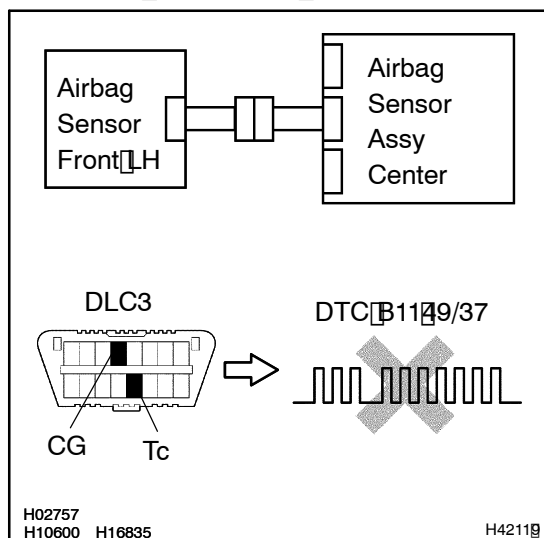 Airbag
Sensor
Front LH
Airbag
Sensor
Assy
Center
DLC3
DTC B1149/37
CG
Tc
H02757
H10600 H16835
H42119